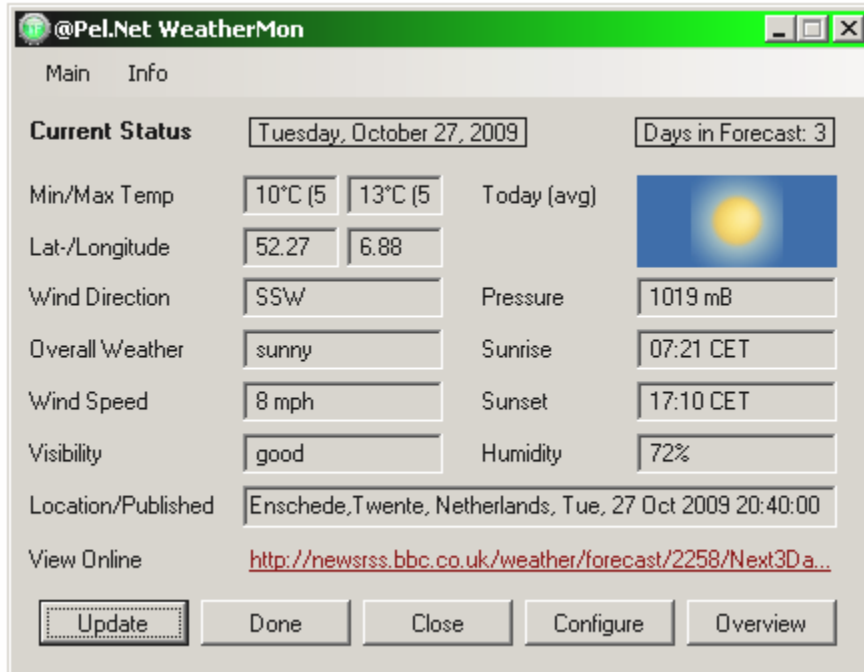 @Pel.Net WeatherMon
Main Info
Current Status Tuesday, October 27, 2009 Days in Forecast: 3
Min/Max Temp 10°C (5 13°C (5 Today (avg)
Lat-/Longitude 52.27 6.88
Wind Direction SSW Pressure 1019 mB
Overall Weather sunny Sunrise 07:21 CET
Wind Speed 8 mph Sunset 17:10 CET
Visibility good Humidity 72%
Location/Published Enschede,Twente, Netherlands, Tue, 27 Oct 2009 20:40:00
View Online http://newsrss.bbc.co.uk/weather/forecast/2258/Next3Da...
Update Done Close Configure Overview